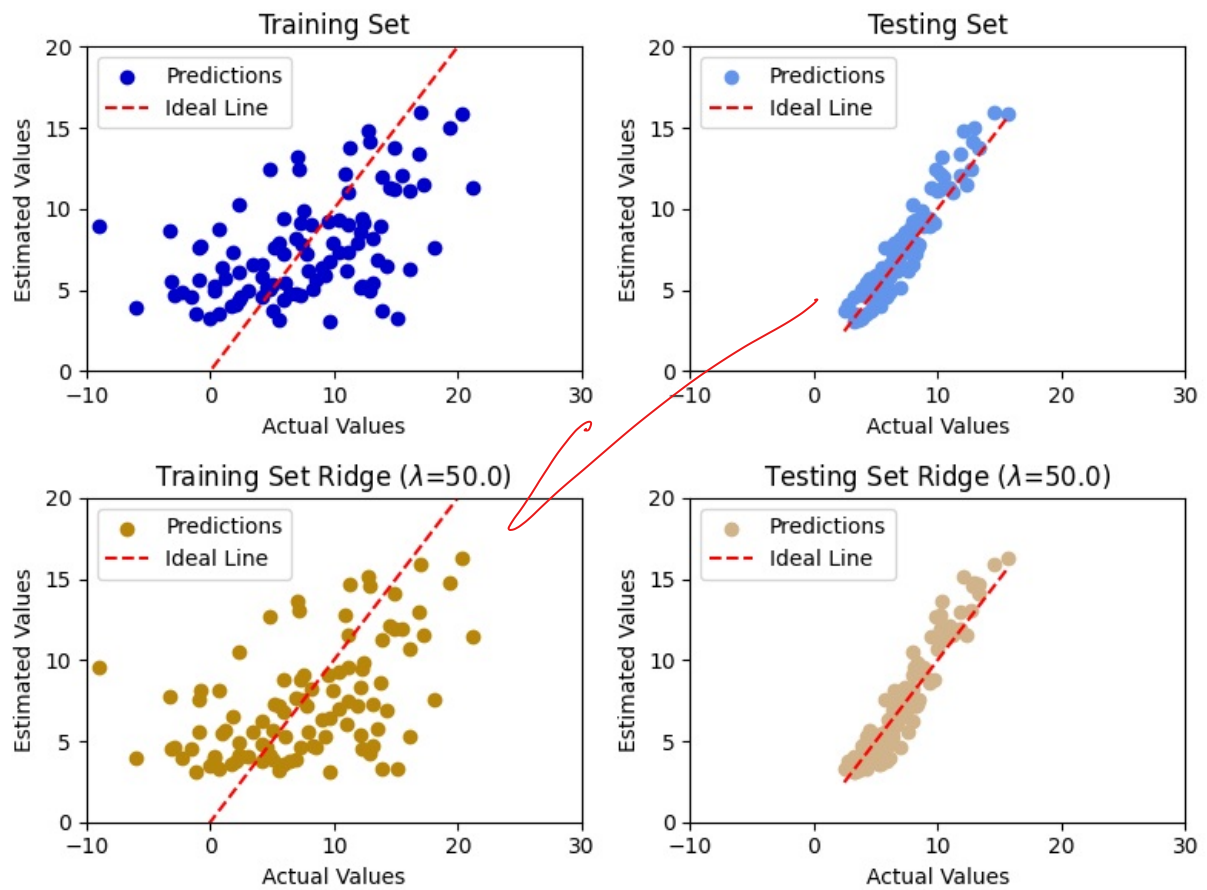 Training Set
Predictions
Ideal Line
20
15
10
5
0
Estimated Values
−10
0
10
20
30
Actual Values
Testing Set
Predictions
Ideal Line
20
15
10
5
0
Estimated Values
−10
0
10
20
30
Actual Values
Training Set Ridge (λ=50.0)
Predictions
Ideal Line
20
15
10
5
0
Estimated Values
−10
0
10
20
30
Actual Values
Testing Set Ridge (λ=50.0)
Predictions
Ideal Line
20
15
10
5
0
Estimated Values
−10
0
10
20
30
Actual Values